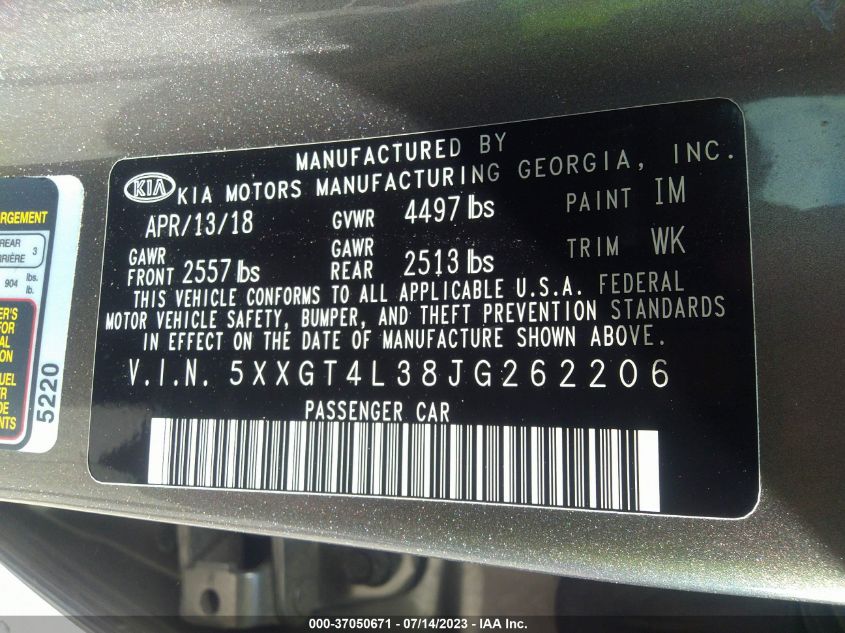 MANUFACTURED BY
KIA KIA MOTORS MANUFACTURING GEORGIA, INC.
APR/13/18 GVWR 4497 lbs PAINT IM
GAWR FRONT 2557 lbs GAWR REAR 2513 lbs TRIM WK
THIS VEHICLE CONFORMS TO ALL APPLICABLE U.S.A. FEDERAL
MOTOR VEHICLE SAFETY, BUMPER, AND THEFT PREVENTION STANDARDS
IN EFFECT ON THE DATE OF MANUFACTURE SHOWN ABOVE.
V.I.N. 5XXGT4L38JG262206
PASSENGER CAR
REAR
3
904 lbs.
lb.
5220
000-37050671 - 07/14/2023 - IAA Inc.